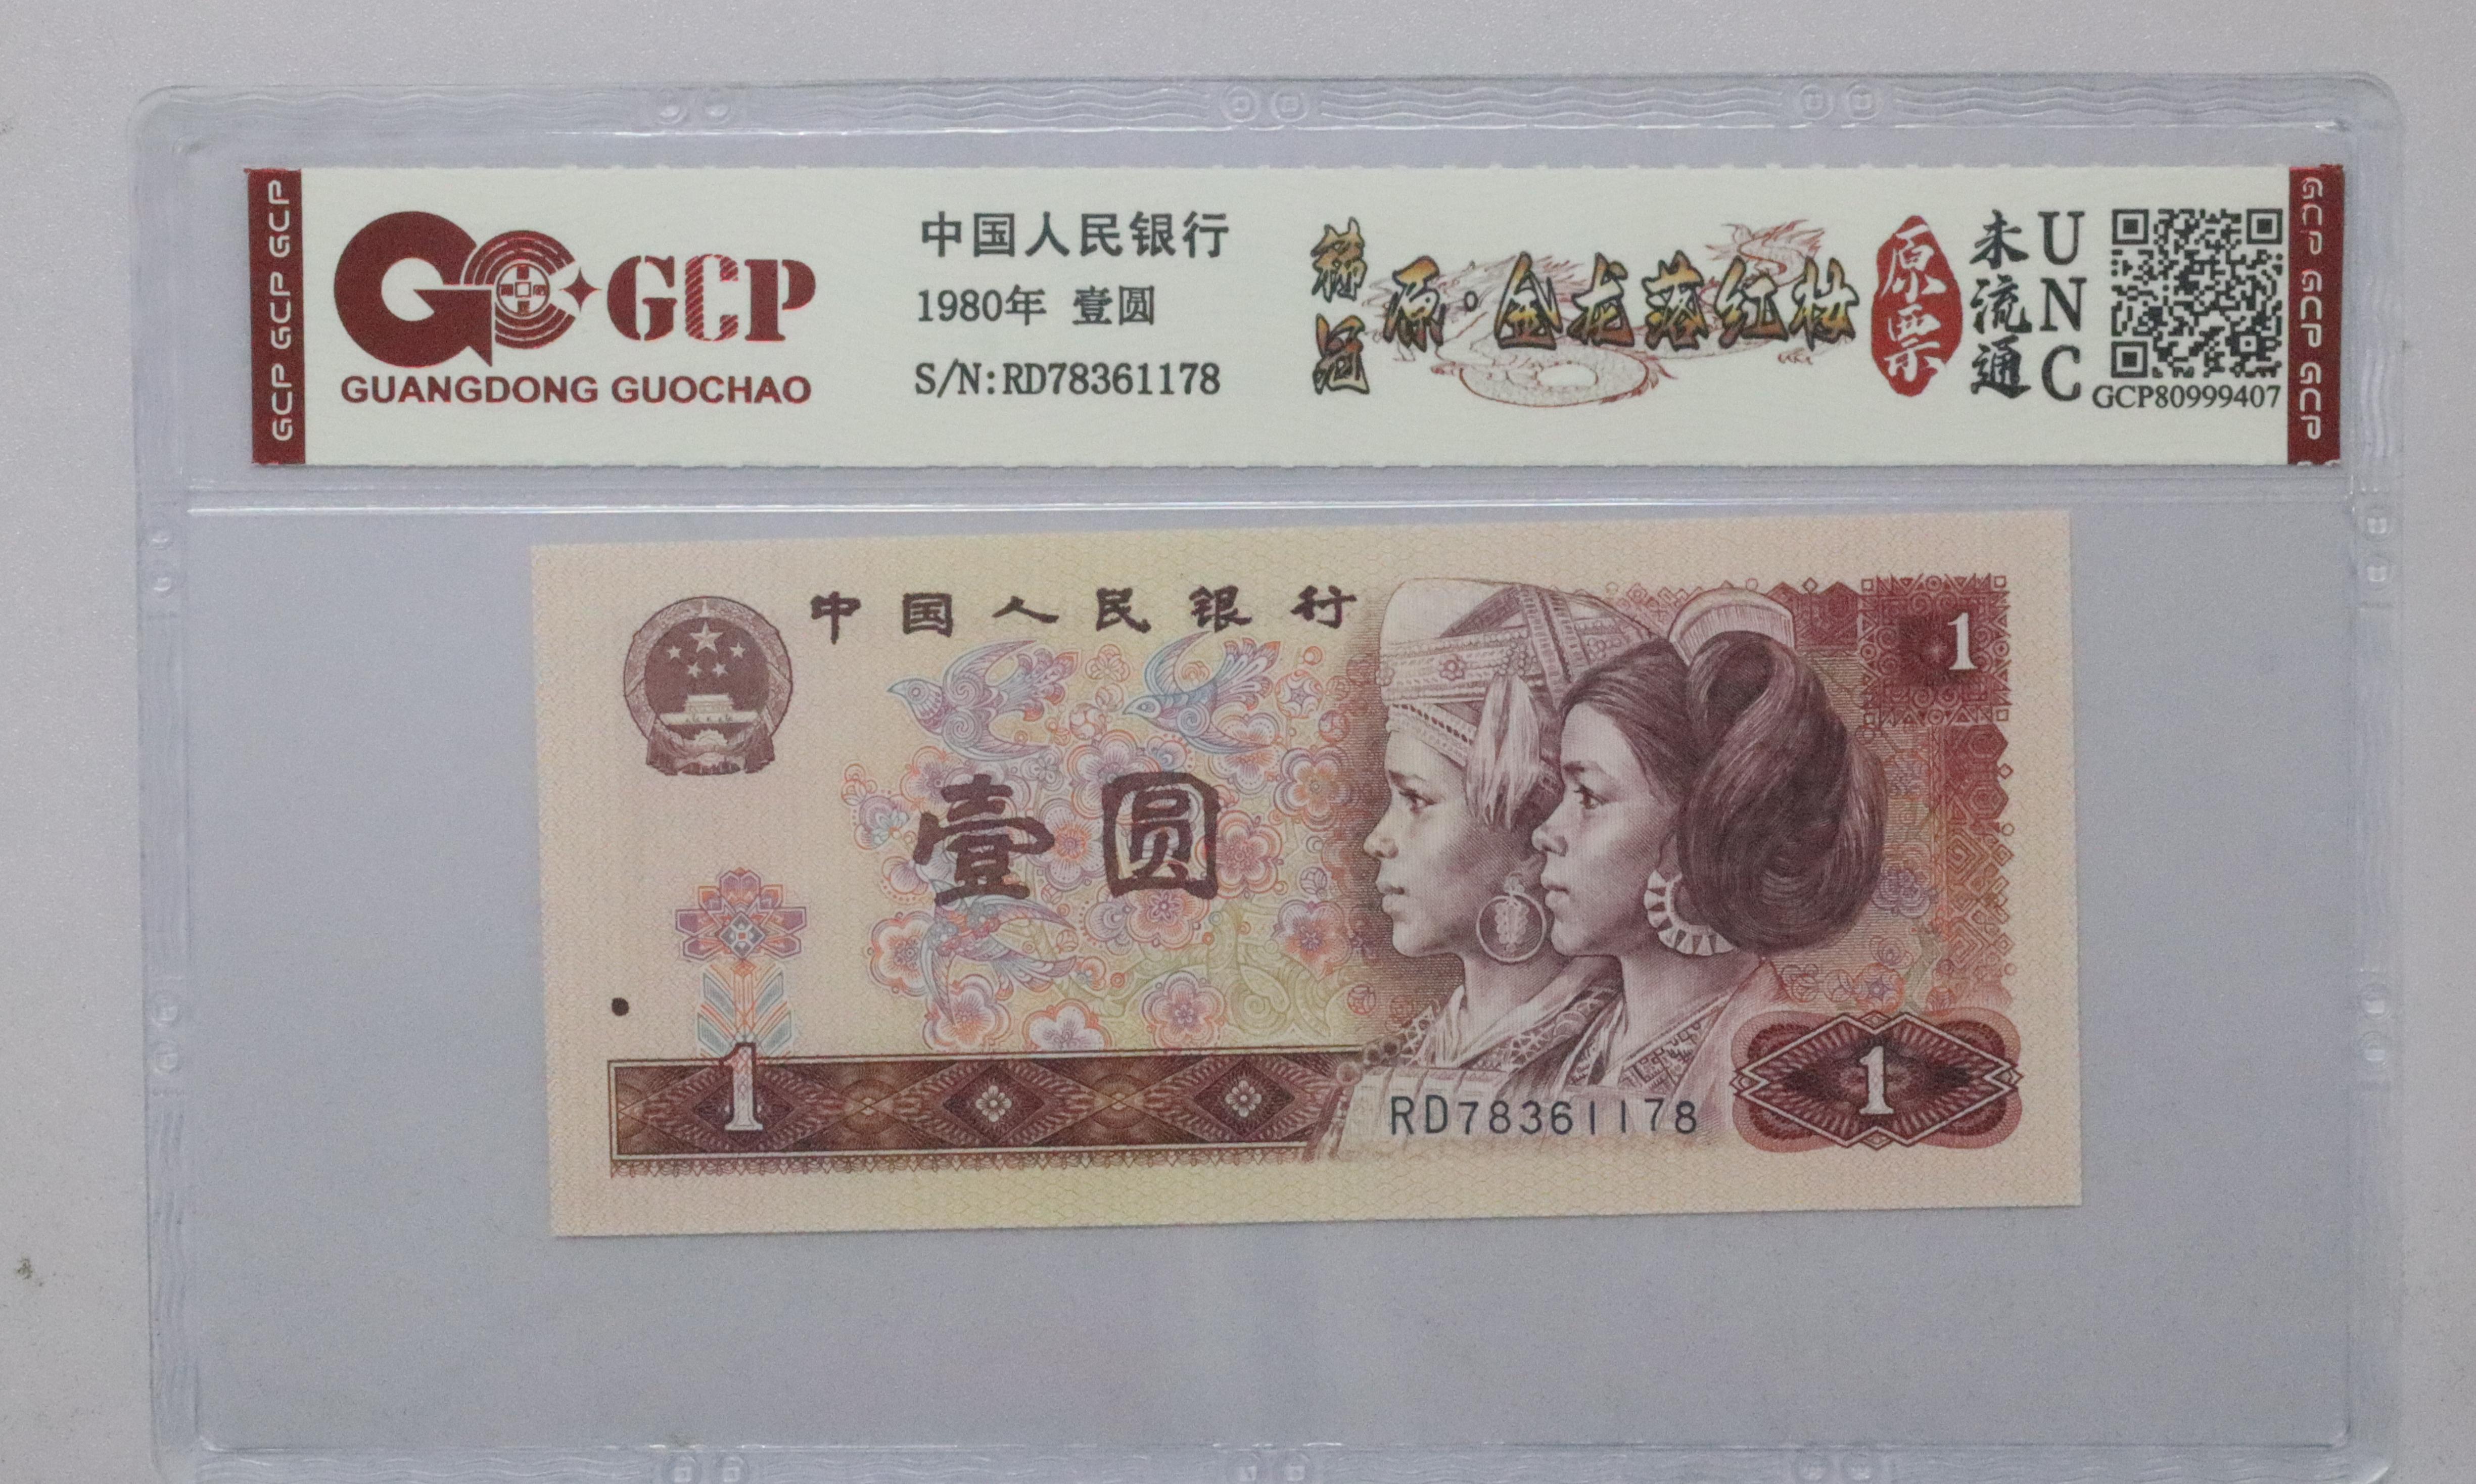 GCP GCP GCP
GCP
GUANGDONG GUOCHAO
中国人民银行
1980年 壹圆
S/N:RD78361178
稀冠
原·金龙落红妆
原票
未流通
UNC
GCP80999407
GCP GCP GCP
中国人民银行
1
壹圆
1
RD78361178
1